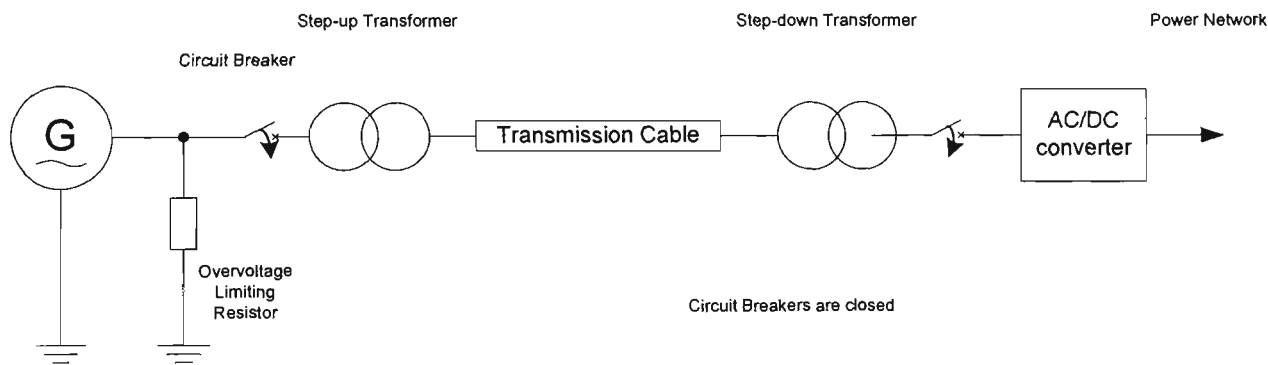 Step-up Transformer
Step-down Transformer
Power Network
Circuit Breaker
G
Transmission Cable
AC/DC
converter
Overvoltage
Limiting
Resistor
Circuit Breakers are closed